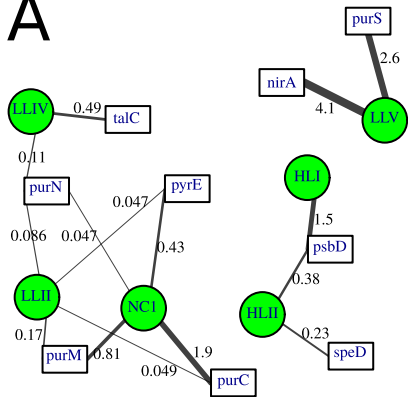 A
purS
2.6
nirA
4.1
LLV
LLIV
0.49
talC
0.11
HLI
purN
pyrE
0.047
1.5
0.086
0.047
0.43
psbD
0.38
LLII
NC1
HLII
0.17
0.23
purM
0.81
1.9
speD
0.049
purC